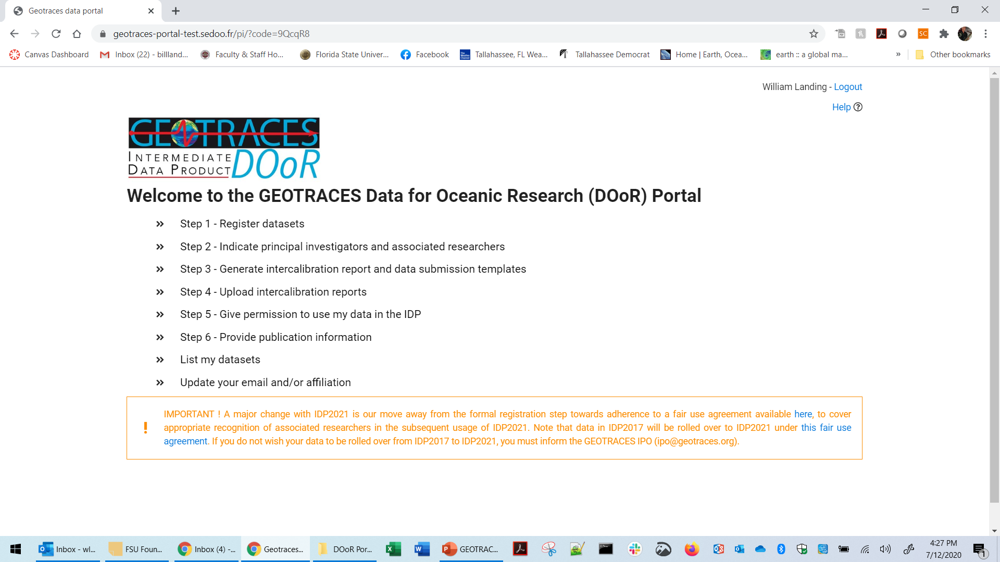 Geotraces data portal
geotraces-portal-test.sedoo.fr/pi/?code=9QcqR8
SC
Canvas Dashboard
Inbox (22) - billland...
Faculty & Staff Ho...
Florida State Univer...
Facebook
Tallahassee, FL Wea...
Tallahassee Democrat
Home | Earth, Ocea...
earth :: a global ma...
»
Other bookmarks
William Landing - Logout
Help
GEOTRACES
INTERMEDIATE
DATA PRODUCT
DOoR
Welcome to the GEOTRACES Data for Oceanic Research (DOoR) Portal
Step 1 - Register datasets
Step 2 - Indicate principal investigators and associated researchers
Step 3 - Generate intercalibration report and data submission templates
Step 4 - Upload intercalibration reports
Step 5 - Give permission to use my data in the IDP
Step 6 - Provide publication information
List my datasets
Update your email and/or affiliation
IMPORTANT ! A major change with IDP2021 is our move away from the formal registration step towards adherence to a fair use agreement available here, to cover
appropriate recognition of associated researchers in the subsequent usage of IDP2021. Note that data in IDP2017 will be rolled over to IDP2021 under this fair use
agreement. If you do not wish your data to be rolled over from IDP2017 to IDP2021, you must inform the GEOTRACES IPO (ipo@geotraces.org).
Inbox - wl...
FSU Foun...
Inbox (4) -...
Geotraces...
DOoR Por...
GEOTRAC...
4:27 PM
7/12/2020
1